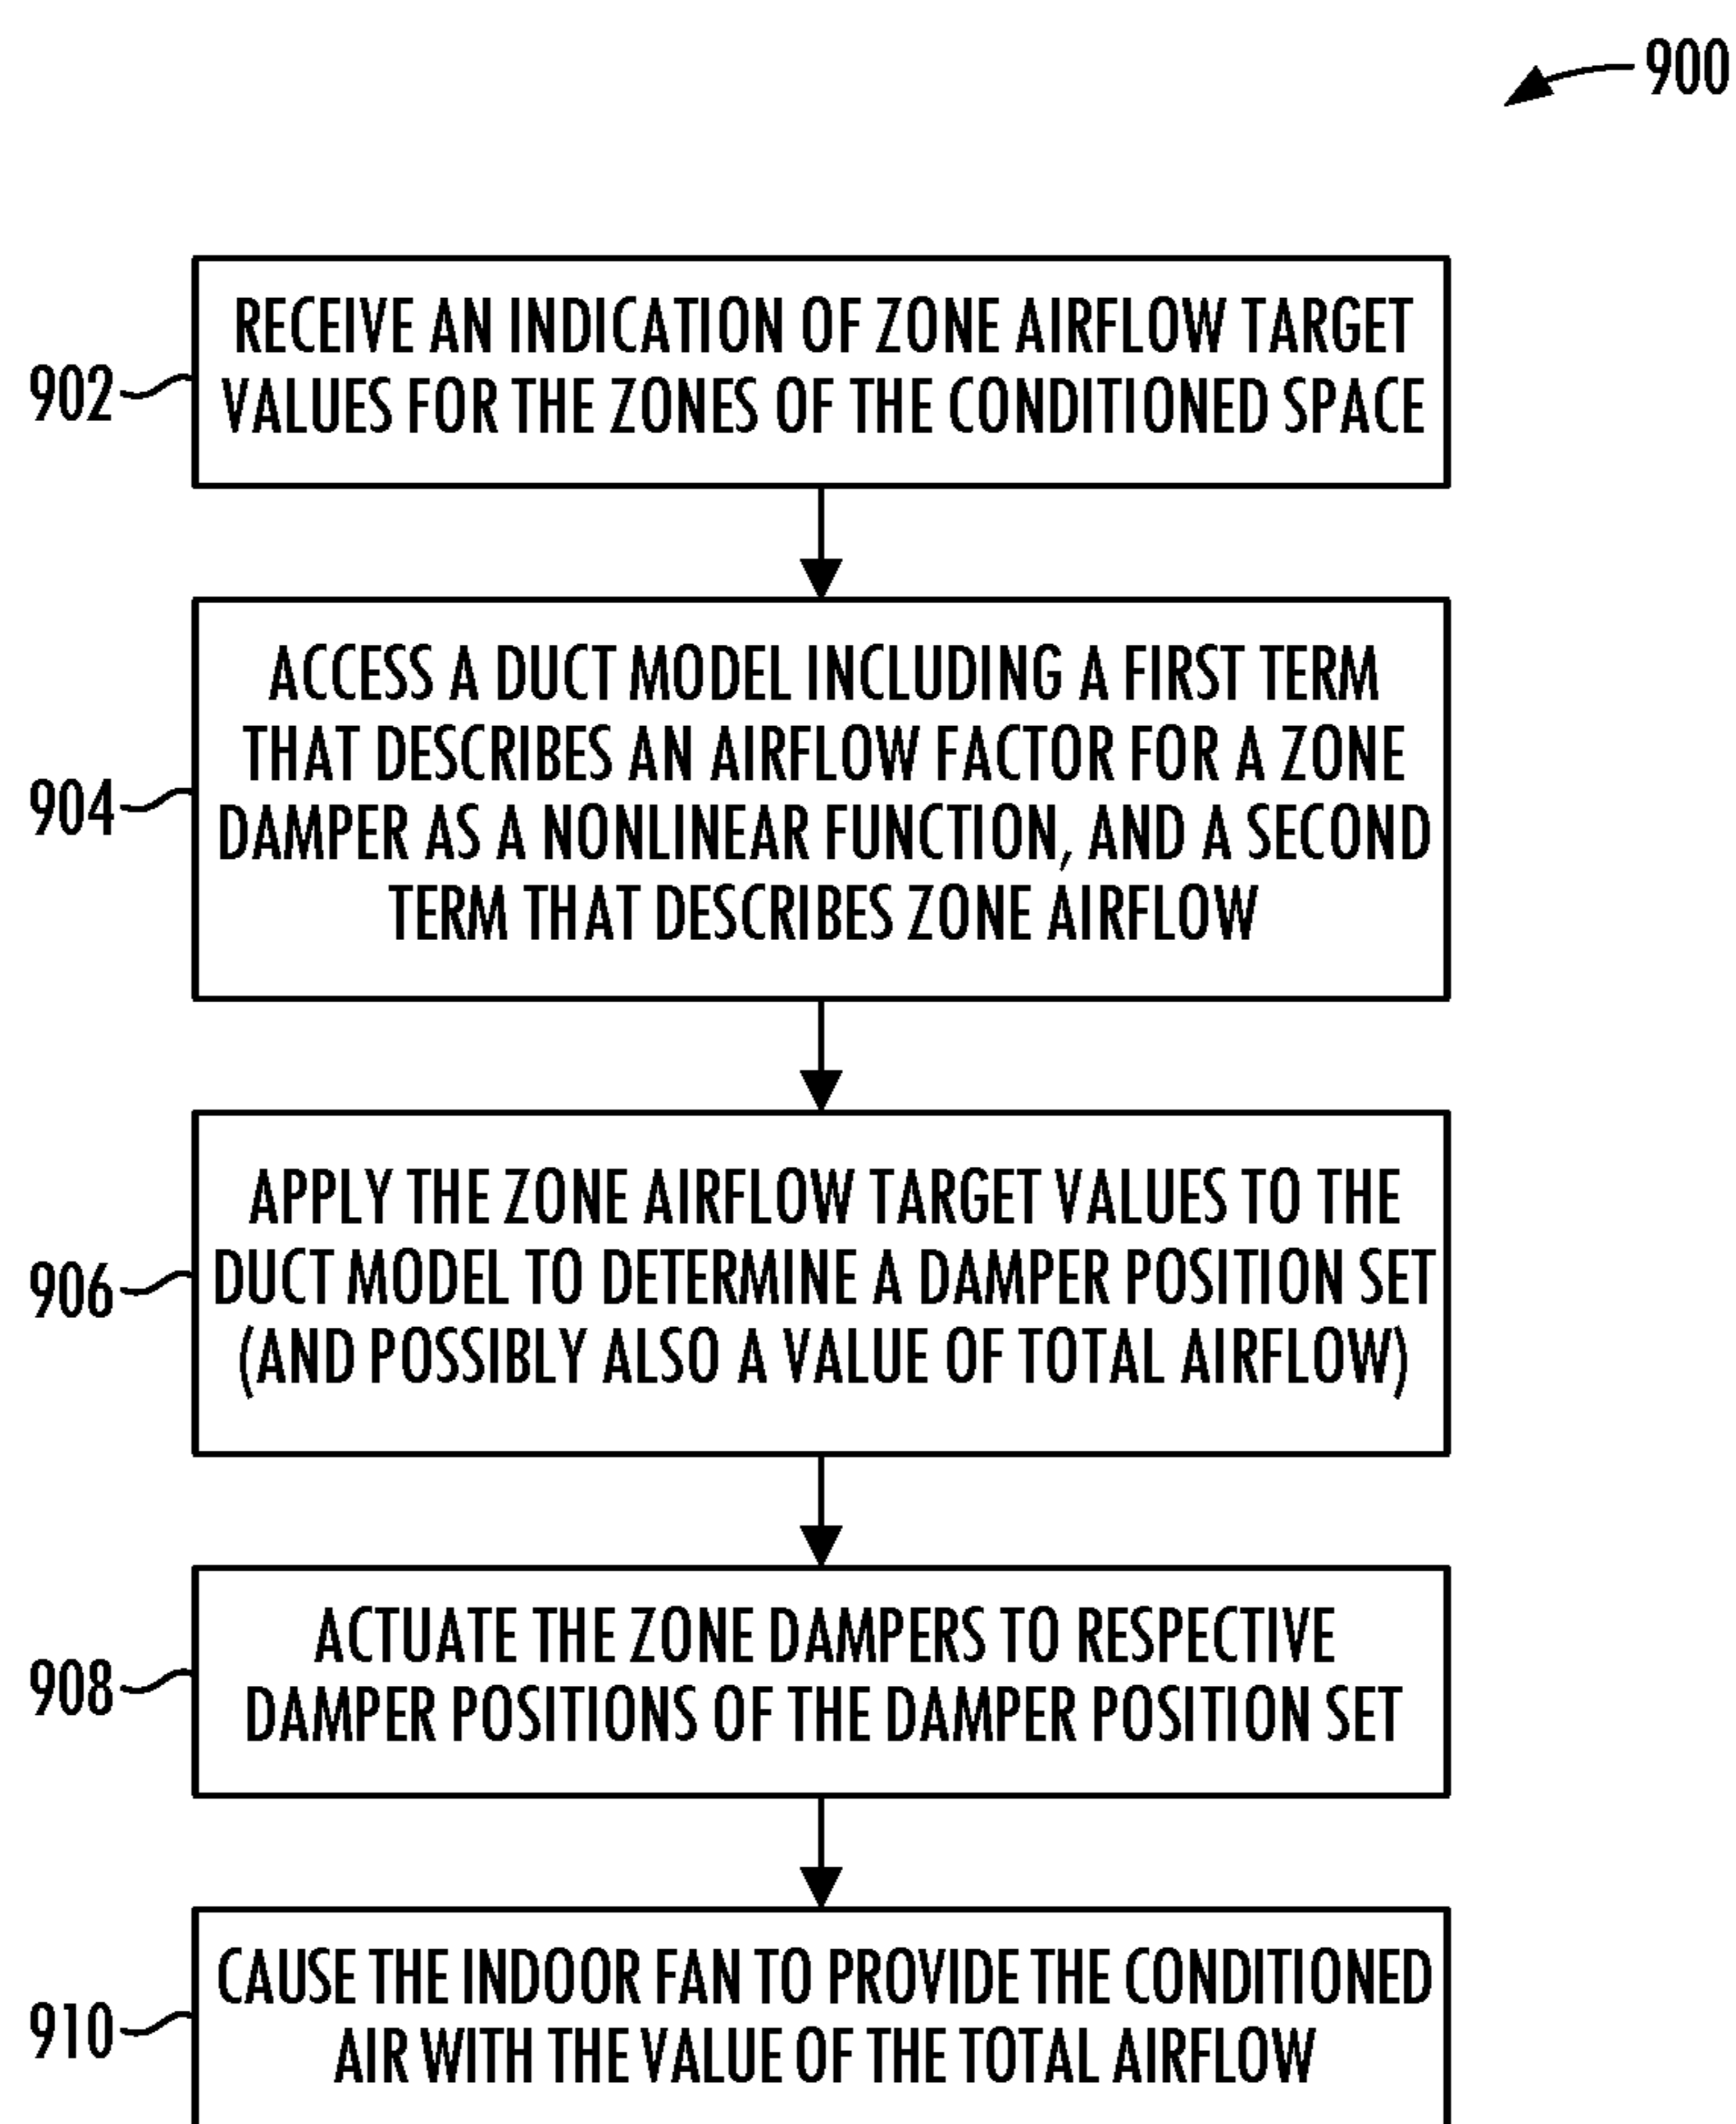 900
902
RECEIVE AN INDICATION OF ZONE AIRFLOW TARGET
VALUES FOR THE ZONES OF THE CONDITIONED SPACE
904
ACCESS A DUCT MODEL INCLUDING A FIRST TERM
THAT DESCRIBES AN AIRFLOW FACTOR FOR A ZONE
DAMPER AS A NONLINEAR FUNCTION, AND A SECOND
TERM THAT DESCRIBES ZONE AIRFLOW
906
APPLY THE ZONE AIRFLOW TARGET VALUES TO THE
DUCT MODEL TO DETERMINE A DAMPER POSITION SET
(AND POSSIBLY ALSO A VALUE OF TOTAL AIRFLOW)
908
ACTUATE THE ZONE DAMPERS TO RESPECTIVE
DAMPER POSITIONS OF THE DAMPER POSITION SET
910
CAUSE THE INDOOR FAN TO PROVIDE THE CONDITIONED
AIR WITH THE VALUE OF THE TOTAL AIRFLOW